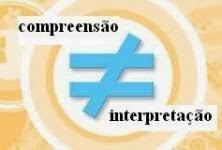 compreensão
≠
interpretação